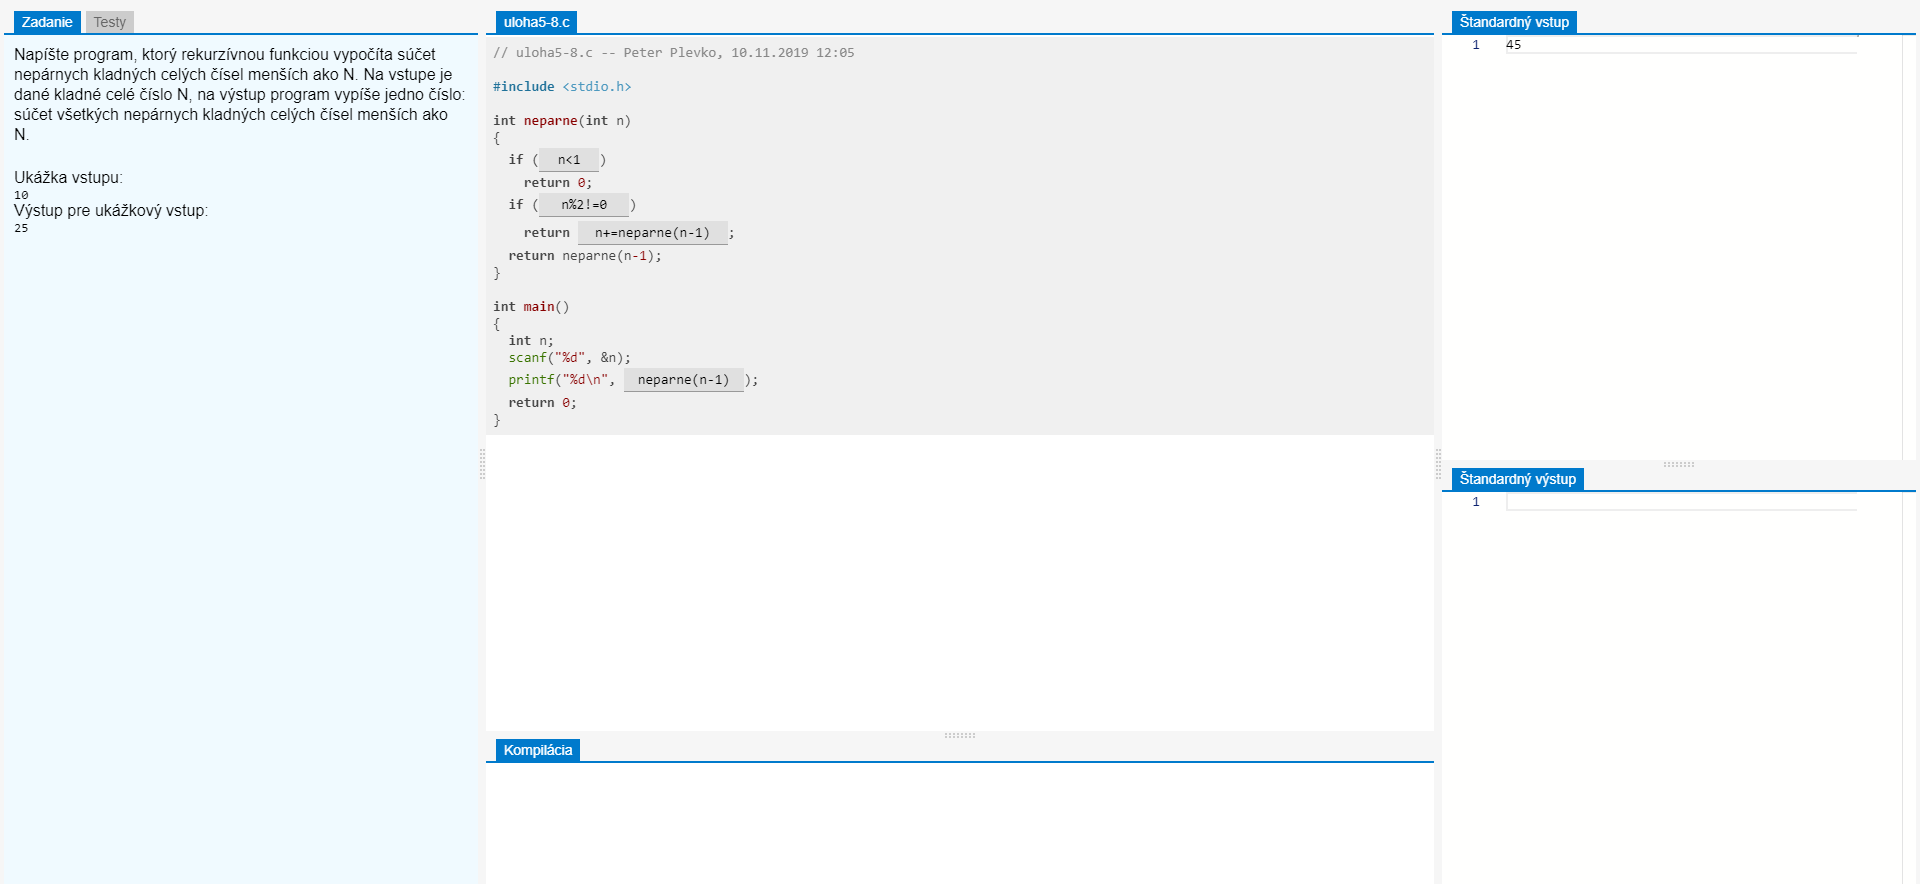 Zadanie
Testy
Napíšte program, ktorý rekurzívnou funkciou vypočíta súčet
nepárnych kladných celých čísel menších ako N. Na vstupe je
dané kladné celé číslo N, na výstup program vypíše jedno číslo:
súčet všetkých nepárnych kladných celých čísel menších ako
N.
Ukážka vstupu:
10
Výstup pre ukážkový vstup:
25
uloha5-8.c
// uloha5-8.c -- Peter Plevko, 10.11.2019 12:05
#include <stdio.h>
int neparne(int n)
{
if ( n<1 )
return 0;
if ( n%2!=0 )
return n+=neparne(n-1) ;
return neparne(n-1);
}
int main()
{
int n;
scanf("%d", &n);
printf("%d\n", neparne(n-1) );
return 0;
}
Kompilácia
Štandardný vstup
1 45
Štandardný výstup
1